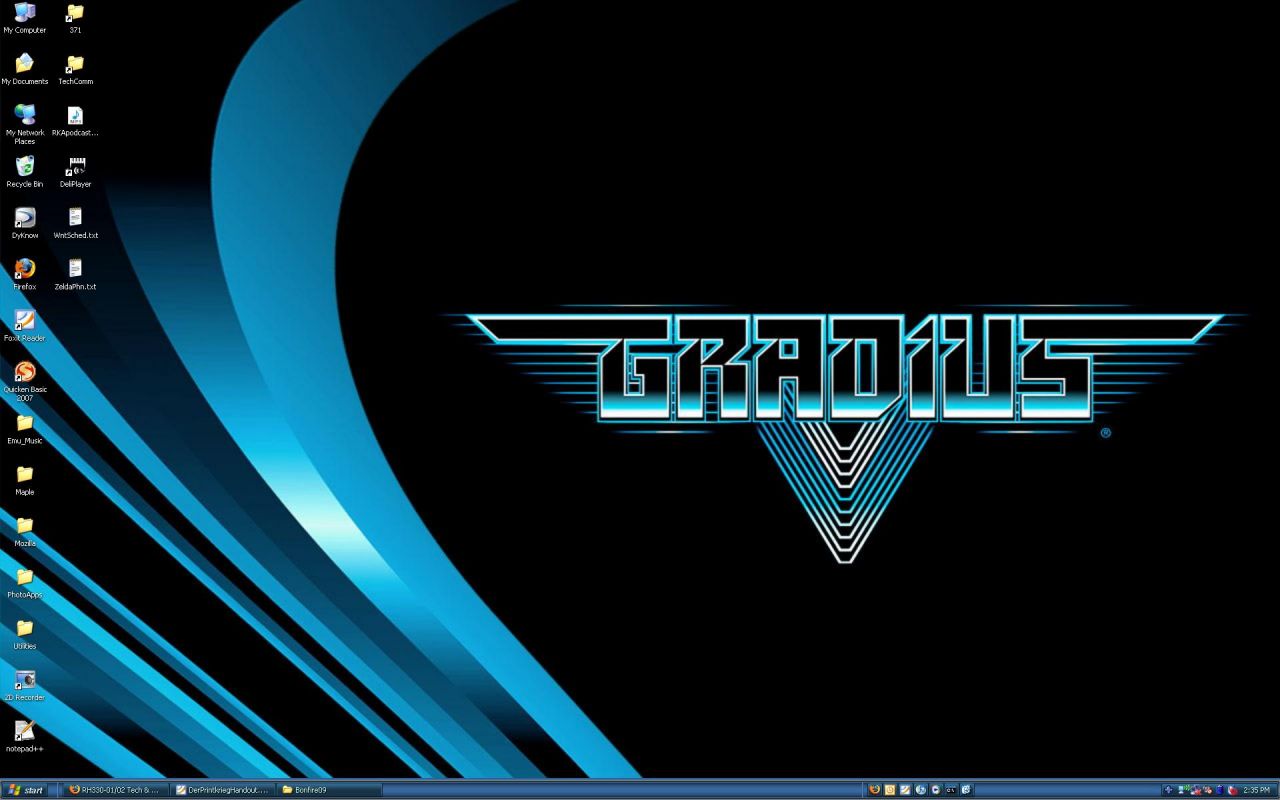 My Computer
371
My Documents
TechComm
My Network
Places
RKApodcast...
Recycle Bin
DeliPlayer
DyKnow
WntSched.txt
Firefox
ZeldaPhn.txt
Foxit Reader
Quicken Basic
2007
Emu_Music
Maple
Mozilla
PhotoApps
Utilities
ZD Recorder
notepad++
GRADIUS
®
start
RH330-01/02 Tech & ...
DerPrintkriegHandout....
Bonfire09
2:35 PM